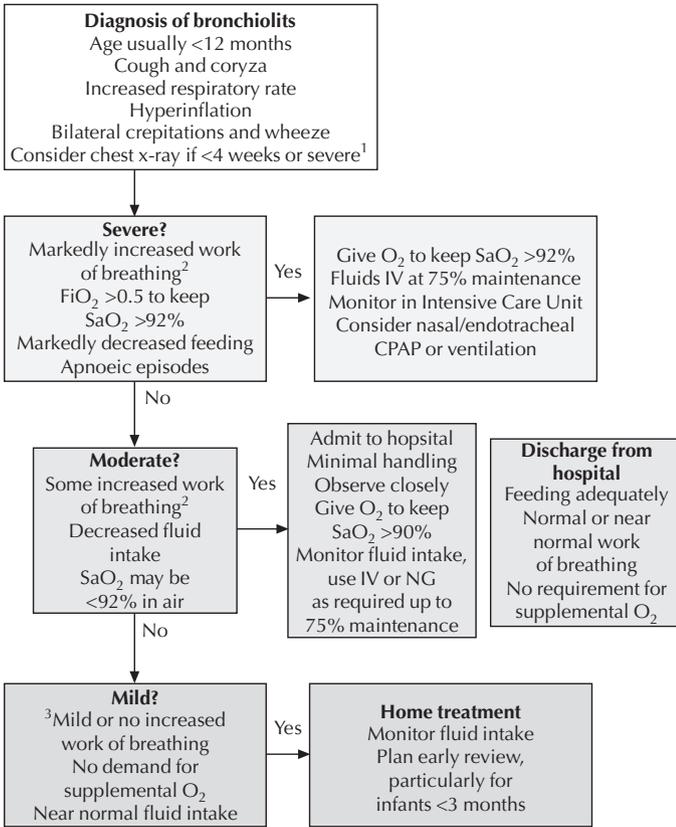 Diagnosis of bronchiolits
Age usually <12 months
Cough and coryza
Increased respiratory rate
Hyperinflation
Bilateral crepitations and wheeze
Consider chest x-ray if <4 weeks or severe¹
Severe?
Markedly increased work
of breathing²
FiO₂ >0.5 to keep
SaO₂ >92%
Markedly decreased feeding
Apnoeic episodes
Yes
Give O₂ to keep SaO₂ >92%
Fluids IV at 75% maintenance
Monitor in Intensive Care Unit
Consider nasal/endotracheal
CPAP or ventilation
No
Moderate?
Some increased work
of breathing²
Decreased fluid
intake
SaO₂ may be
<92% in air
Yes
Admit to hopsital
Minimal handling
Observe closely
Give O₂ to keep
SaO₂ >90%
Monitor fluid intake,
use IV or NG
as required up to
75% maintenance
Discharge from
hospital
Feeding adequately
Normal or near
normal work
of breathing
No requirement for
supplemental O₂
No
Mild?
³Mild or no increased
work of breathing
No demand for
supplemental O₂
Near normal fluid intake
Yes
Home treatment
Monitor fluid intake
Plan early review,
particularly for
infants <3 months